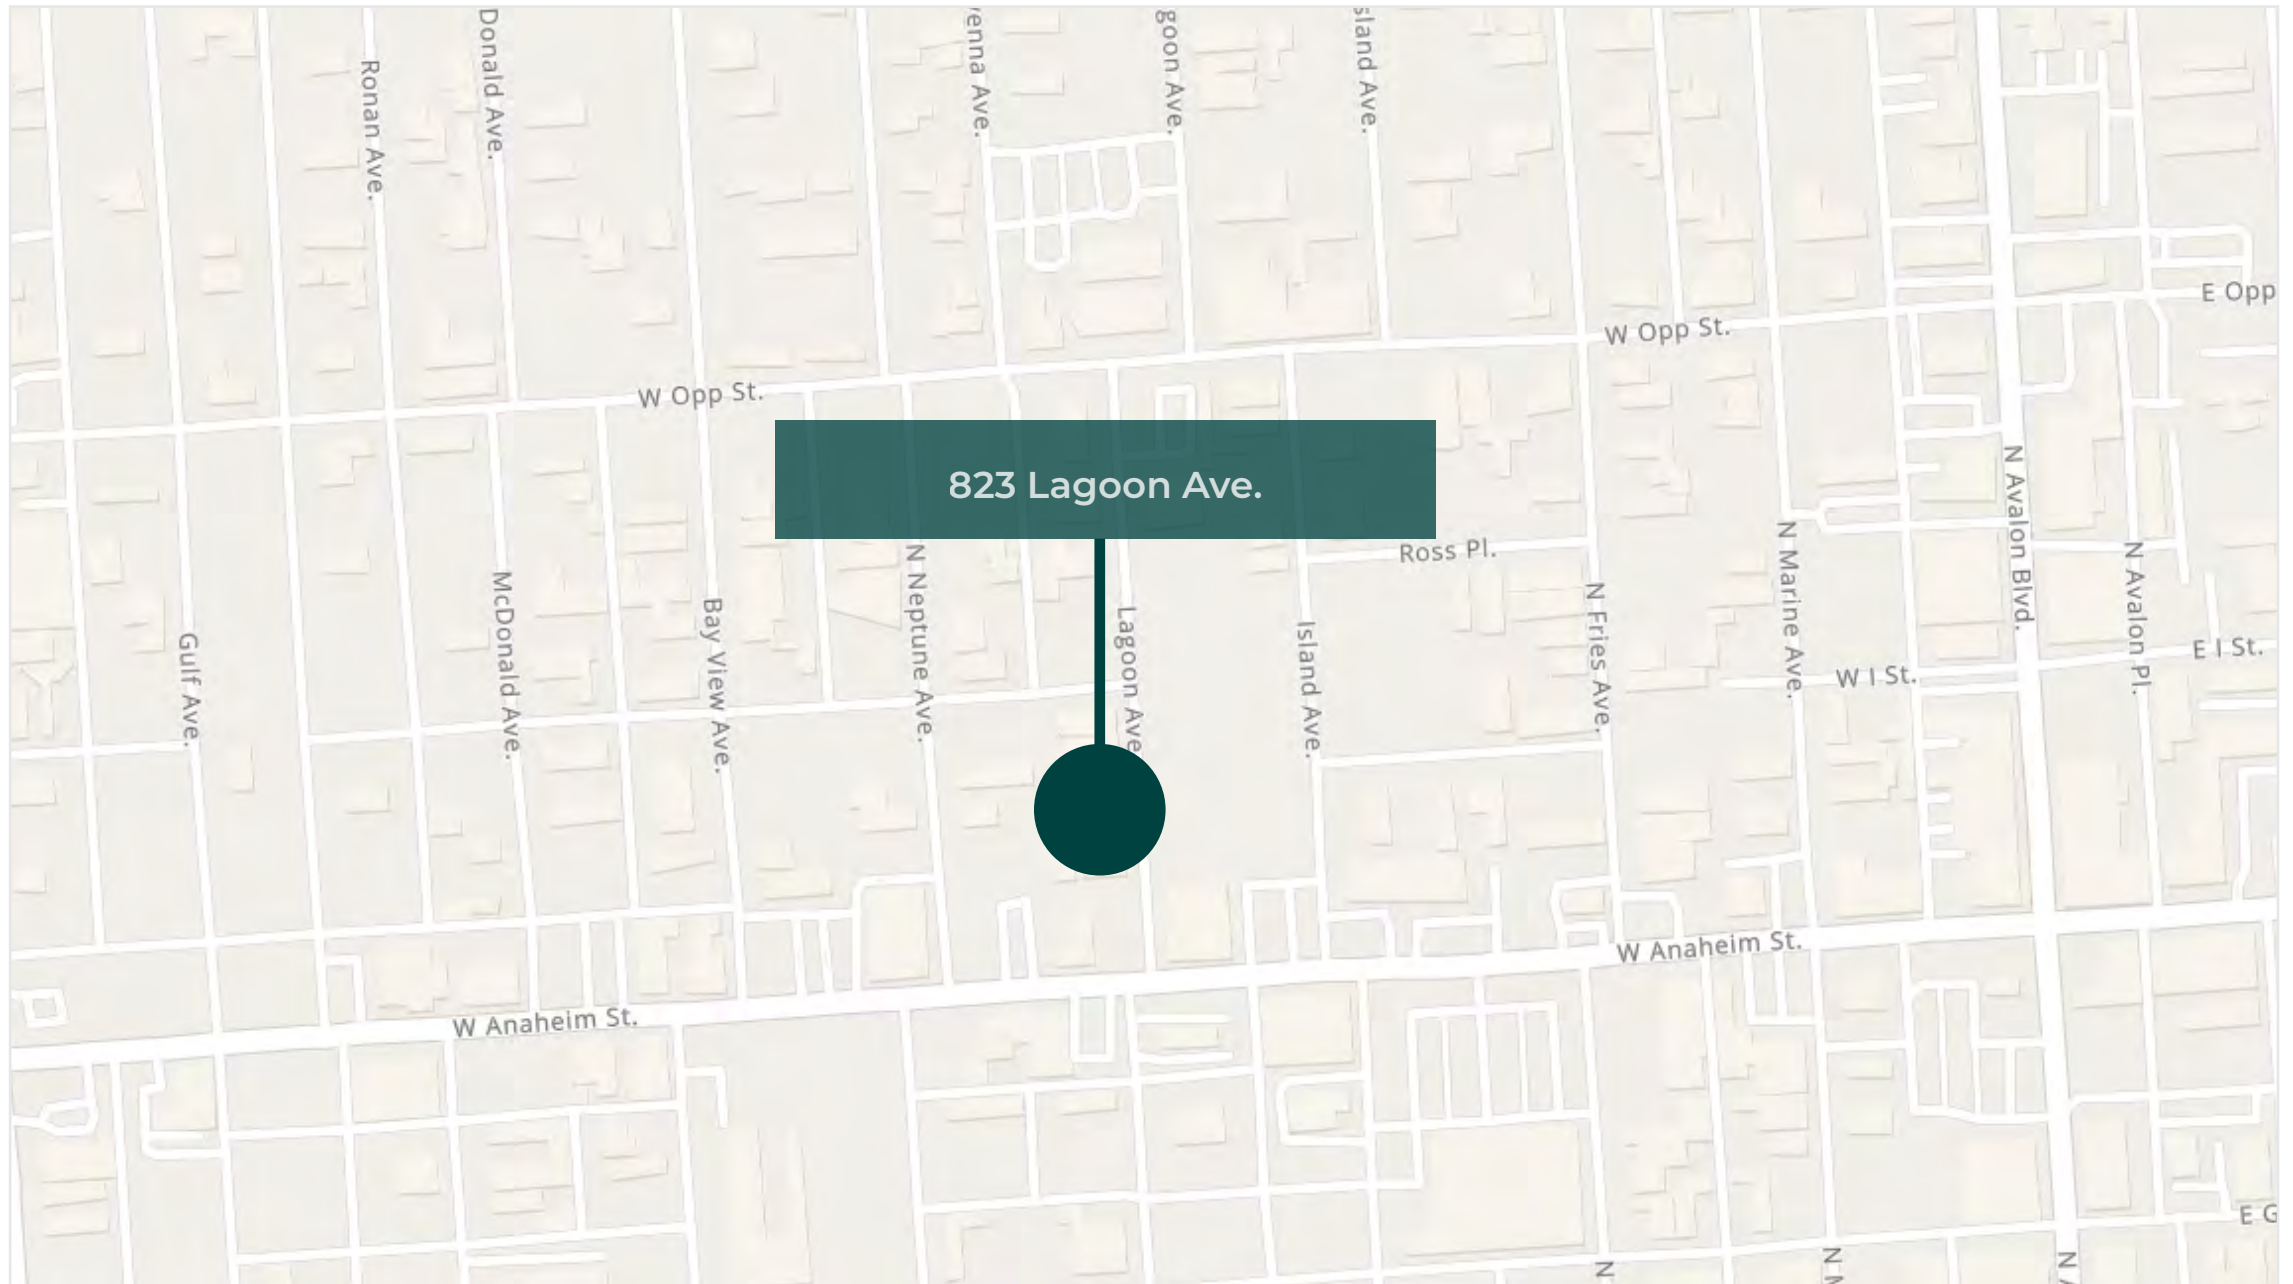 Ronan Ave.
Donald Ave.
enna Ave.
goon Ave.
sland Ave.
E Opp
W Opp St.
W Opp St.
823 Lagoon Ave.
N Avalon Blvd.
Ross Pl.
N Marine Ave.
N Neptune Ave.
N Avalon Pl.
McDonald Ave.
N Fries Ave.
Bay View Ave.
Lagoon Ave.
Island Ave.
Gulf Ave.
E I St.
W I St.
W Anaheim St.
W Anaheim St.
E G
N
N M
N A